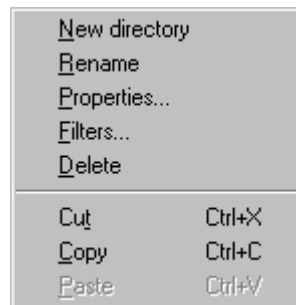 New directory
Rename
Properties...
Filters...
Delete
Cut Ctrl+X
Copy Ctrl+C
Paste Ctrl+V